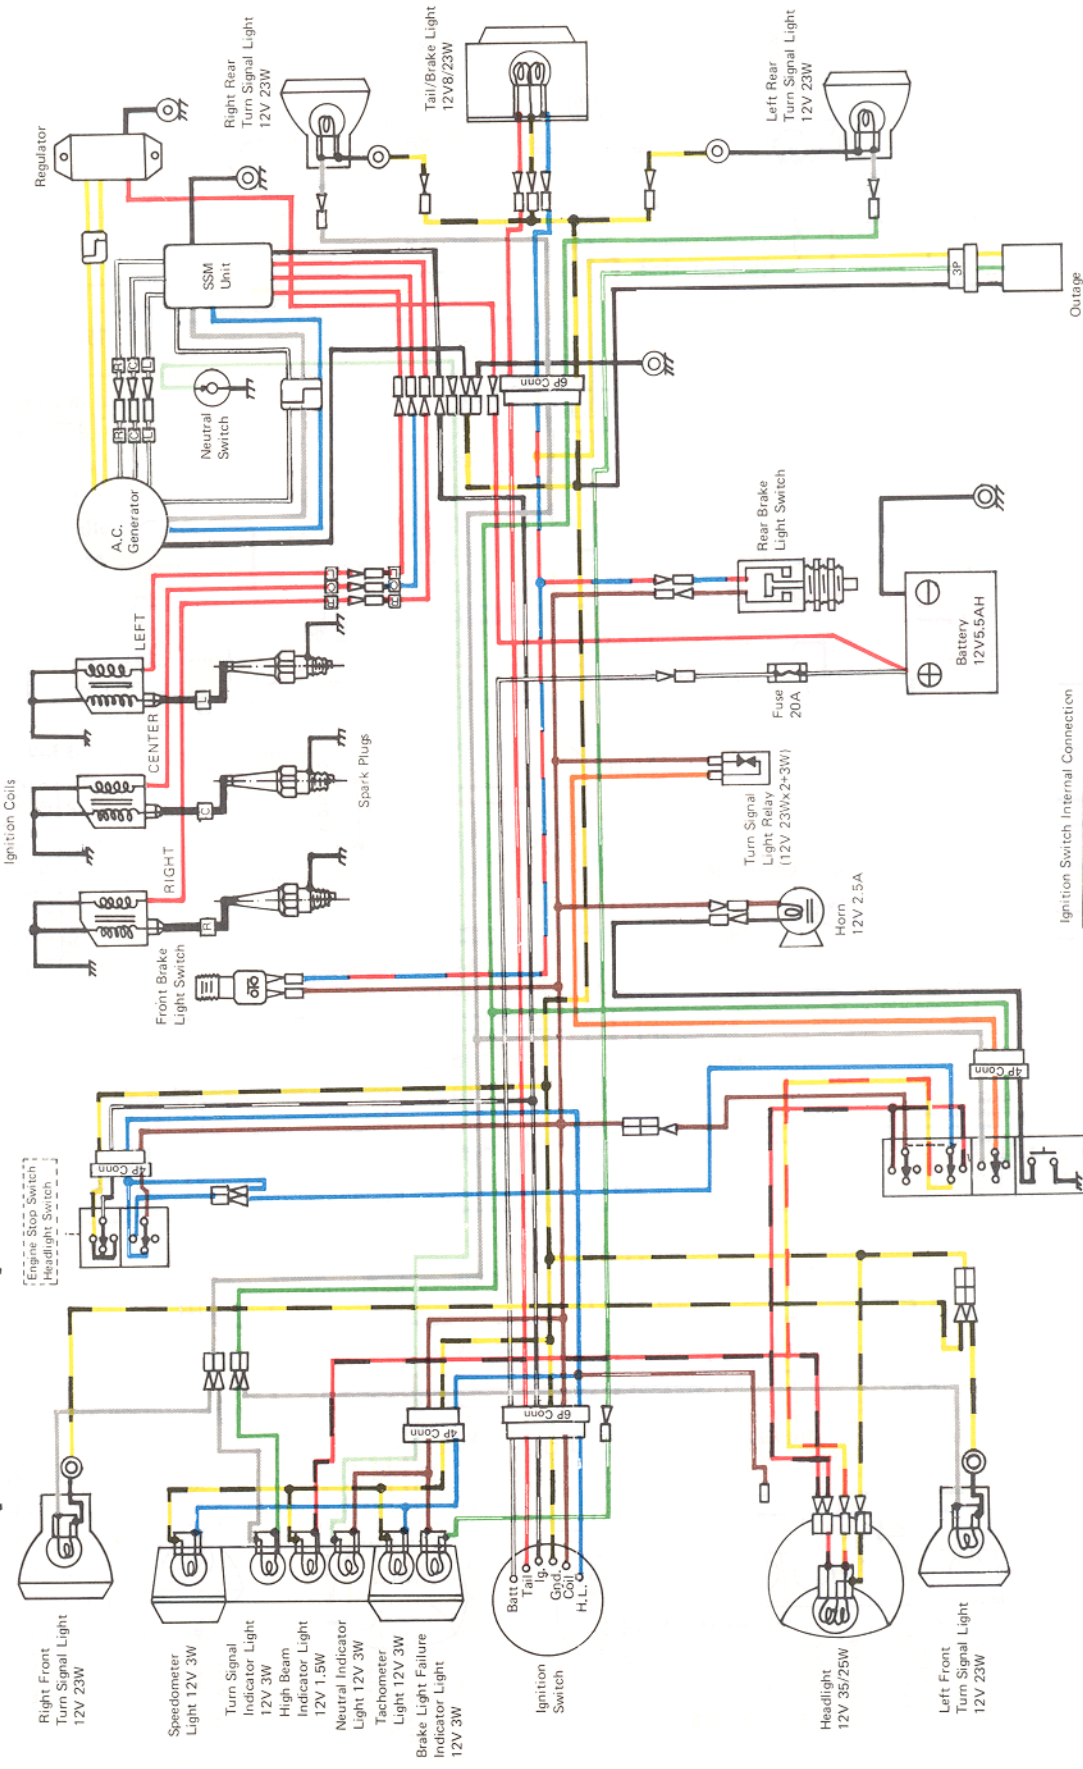 Regulator
Right Rear
Turn Signal Light
12V 23W
Tail/Brake Light
12V8/23W
Left Rear
Turn Signal Light
12V 23W
SSM
Unit
R
C
L
R
C
L
Neutral
Switch
A.C.
Generator
6P Conn
3P
Outage
Ignition Coils
LEFT
CENTER
RIGHT
L
C
R
L
C
R
L
C
R
Spark Plugs
Front Brake
Light Switch
Rear Brake
Light Switch
Battery
12V5.5AH
Fuse
20A
Turn Signal
Light Relay
(12V 23Wx2+3W)
Horn
12V 2.5A
Ignition Switch Internal Connection
Engine Stop Switch
Headlight Switch
4P Conn
4P Conn
4P Conn
6P Conn
Batt
Tail
Ig.
Gnd.
Coil
H.L.
Right Front
Turn Signal Light
12V 23W
Speedometer
Light 12V 3W
Turn Signal
Indicator Light
12V 3W
High Beam
Indicator Light
12V 1.5W
Neutral Indicator
Light 12V 3W
Tachometer
Light 12V 3W
Brake Light Failure
Indicator Light
12V 3W
Ignition
Switch
Headlight
12V 35/25W
Left Front
Turn Signal Light
12V 23W